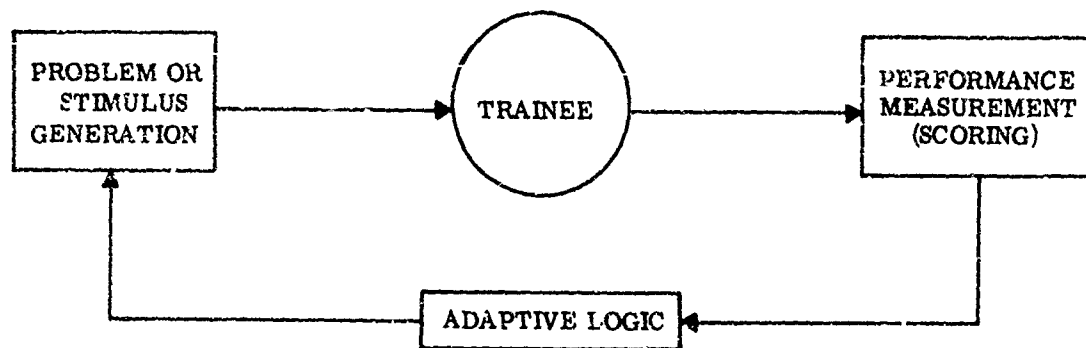 PROBLEM OR
STIMULUS
GENERATION
TRAINEE
PERFORMANCE
MEASUREMENT
(SCORING)
ADAPTIVE LOGIC